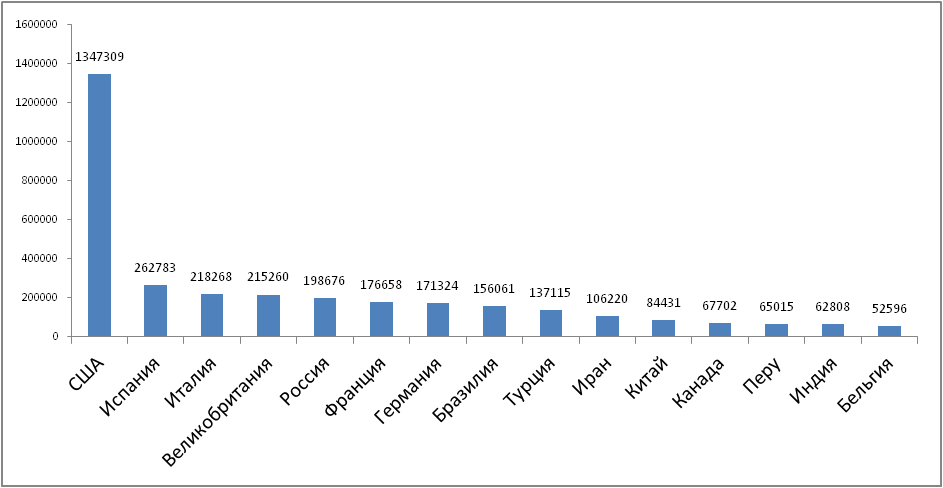 1600000
1400000
1200000
1000000
800000
600000
400000
200000
0
1347309
262783
218268
215260
198676
176658
171324
156061
137115
106220
84431
67702
65015
62808
52596
США
Испания
Италия
Великобритания
Россия
Франция
Германия
Бразилия
Турция
Иран
Китай
Канада
Перу
Индия
Бельгия